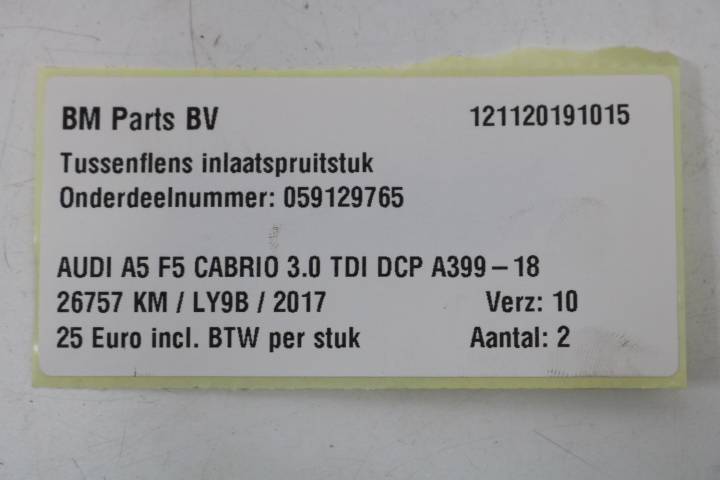 BM Parts BV 121120191015
Tussenflens inlaatspruitstuk
Onderdeelnummer: 059129765
AUDI A5 F5 CABRIO 3.0 TDI DCP A399-18
26757 KM / LY9B / 2017 Verz: 10
25 Euro incl. BTW per stuk Aantal: 2